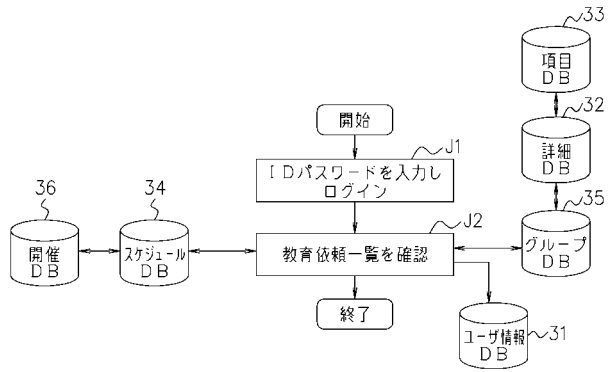 33
項目
DB
32
詳細
DB
開始
J1
IDパスワードを入力し
ログイン
35
グループ
DB
36
開催
DB
34
スケジュール
DB
J2
教育依頼一覧を確認
終了
ユーザ情報
DB
31